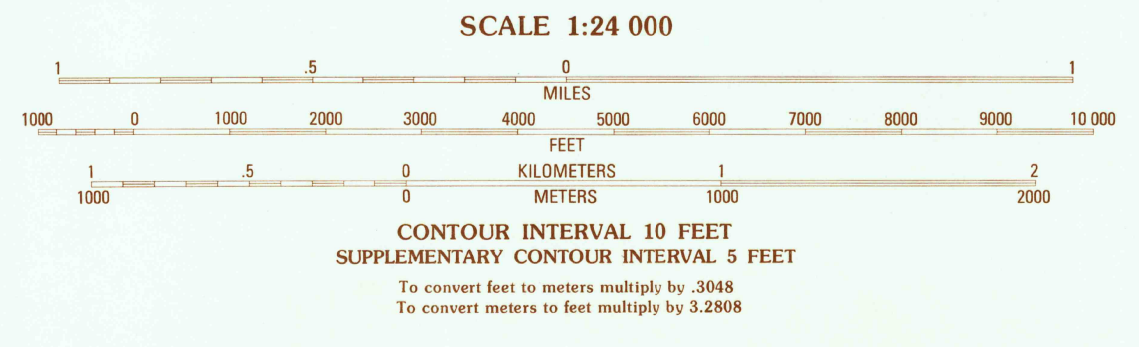 SCALE 1:24 000
1 .5 0 1
MILES
1000 0 1000 2000 3000 4000 5000 6000 7000 8000 9000 10 000
FEET
1 .5 0 KILOMETERS 1 2
1000 0 METERS 1000 2000
CONTOUR INTERVAL 10 FEET
SUPPLEMENTARY CONTOUR INTERVAL 5 FEET
To convert feet to meters multiply by .3048
To convert meters to feet multiply by 3.2808